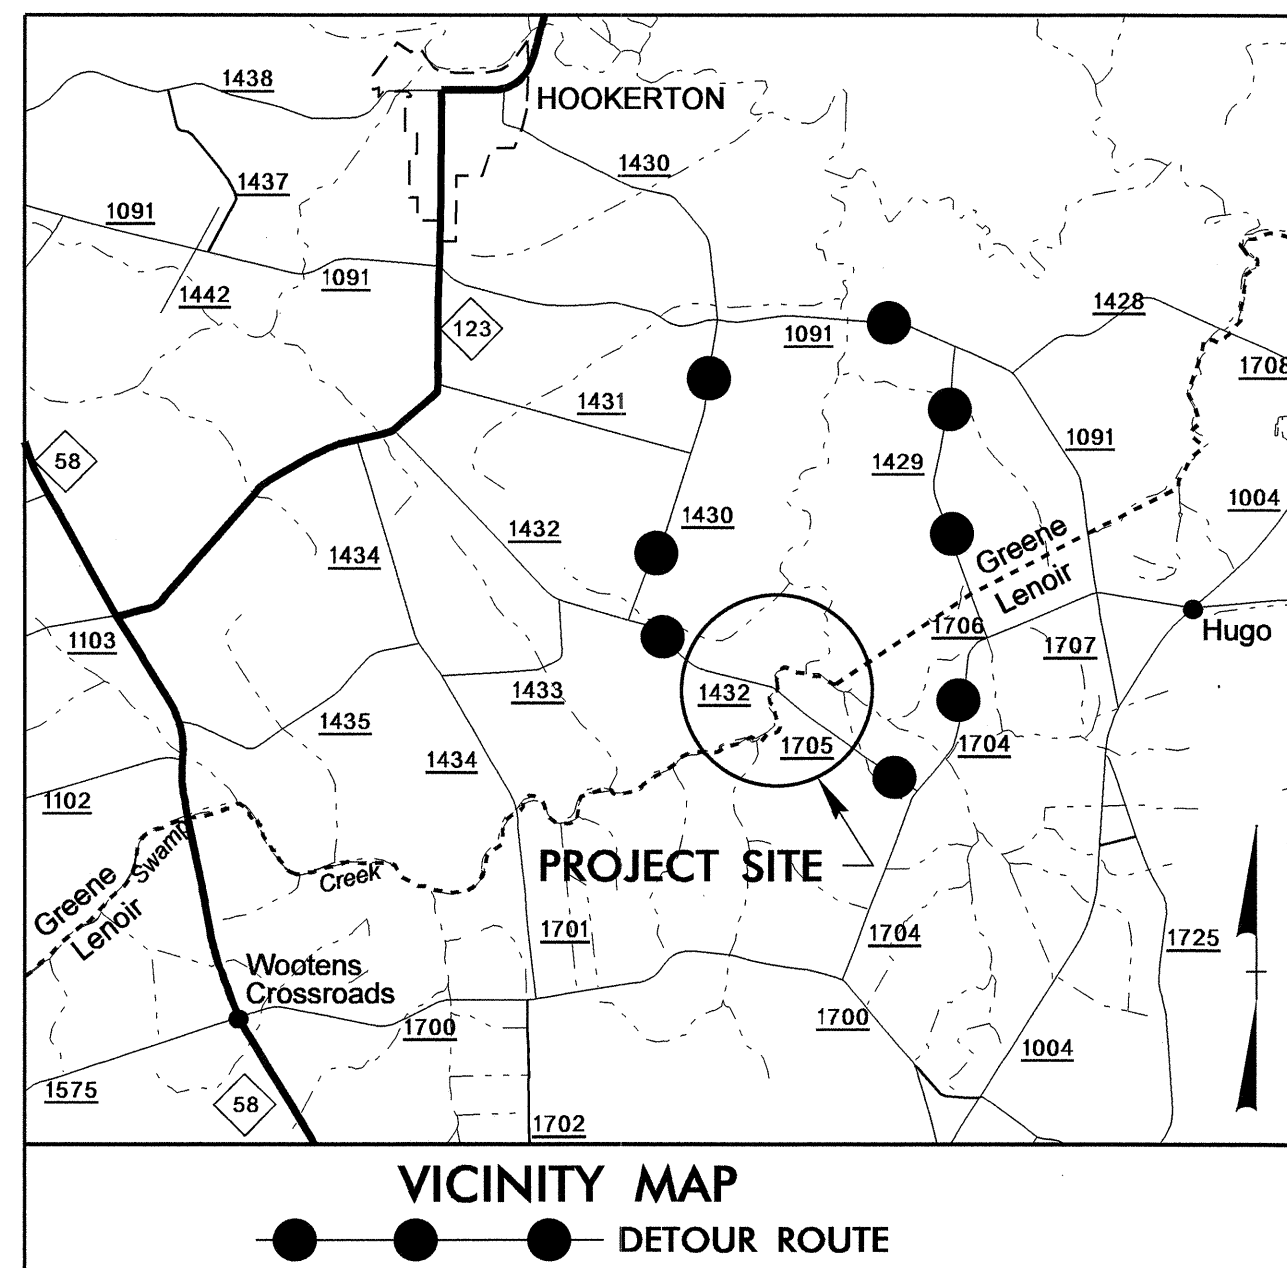 1438
HOOKERTON
1430
1437
1091
1091
1442
123
1428
1091
1708
1431
1091
1429
58
1004
1430
1432
1434
Greene
Lenoir
1706
Hugo
1103
1707
1433
1432
1435
1705
1704
1434
1102
Swamp
PROJECT SITE
Creek
Greene
Lenoir
1701
1704
1725
Wootens
Crossroads
1700
1700
1004
1575
58
1702
VICINITY MAP
DETOUR ROUTE